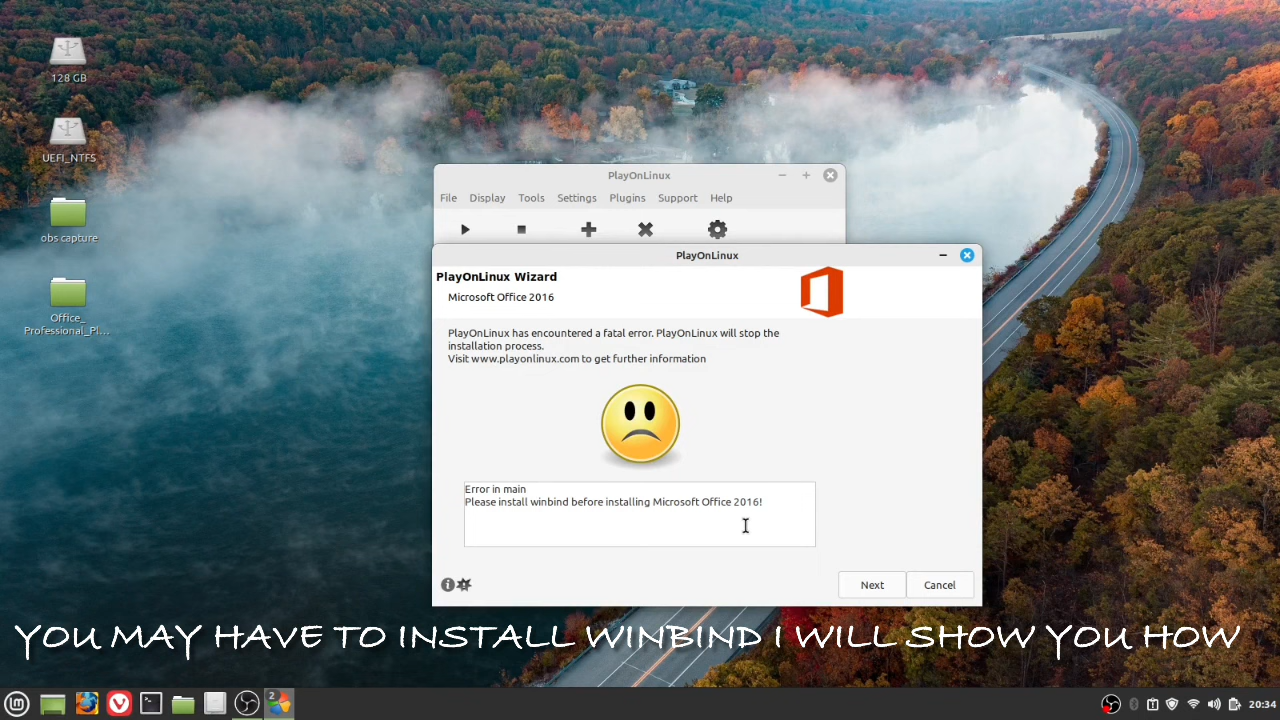 128 GB
UEFI_NTFS
obs capture
Office_
Professional_Pl...
PlayOnLinux
File Display Tools Settings Plugins Support Help
PlayOnLinux
PlayOnLinux Wizard
Microsoft Office 2016
PlayOnLinux has encountered a fatal error. PlayOnLinux will stop the
installation process.
Visit www.playonlinux.com to get further information
Error in main
Please install winbind before installing Microsoft Office 2016!
Next Cancel
YOU MAY HAVE TO INSTALL WINBIND I WILL SHOW YOU HOW
2
20:34